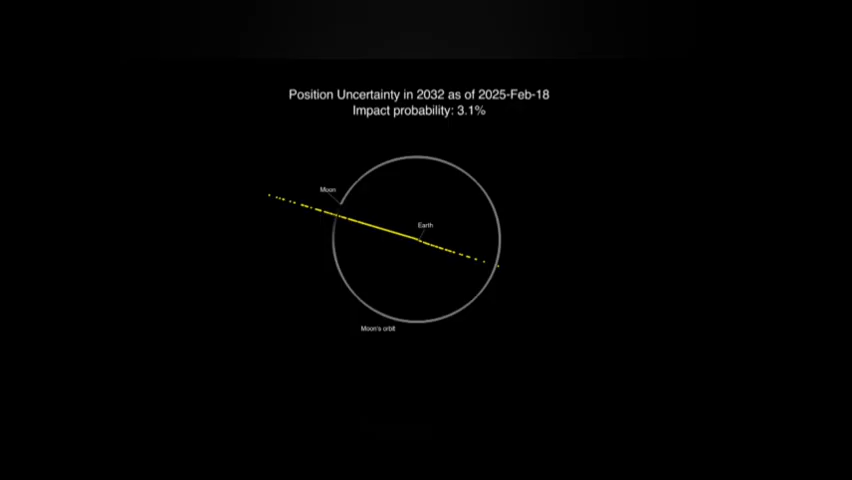 Position Uncertainty in 2032 as of 2025-Feb-18
Impact probability: 3.1%
Moon
Earth
Moon's orbit